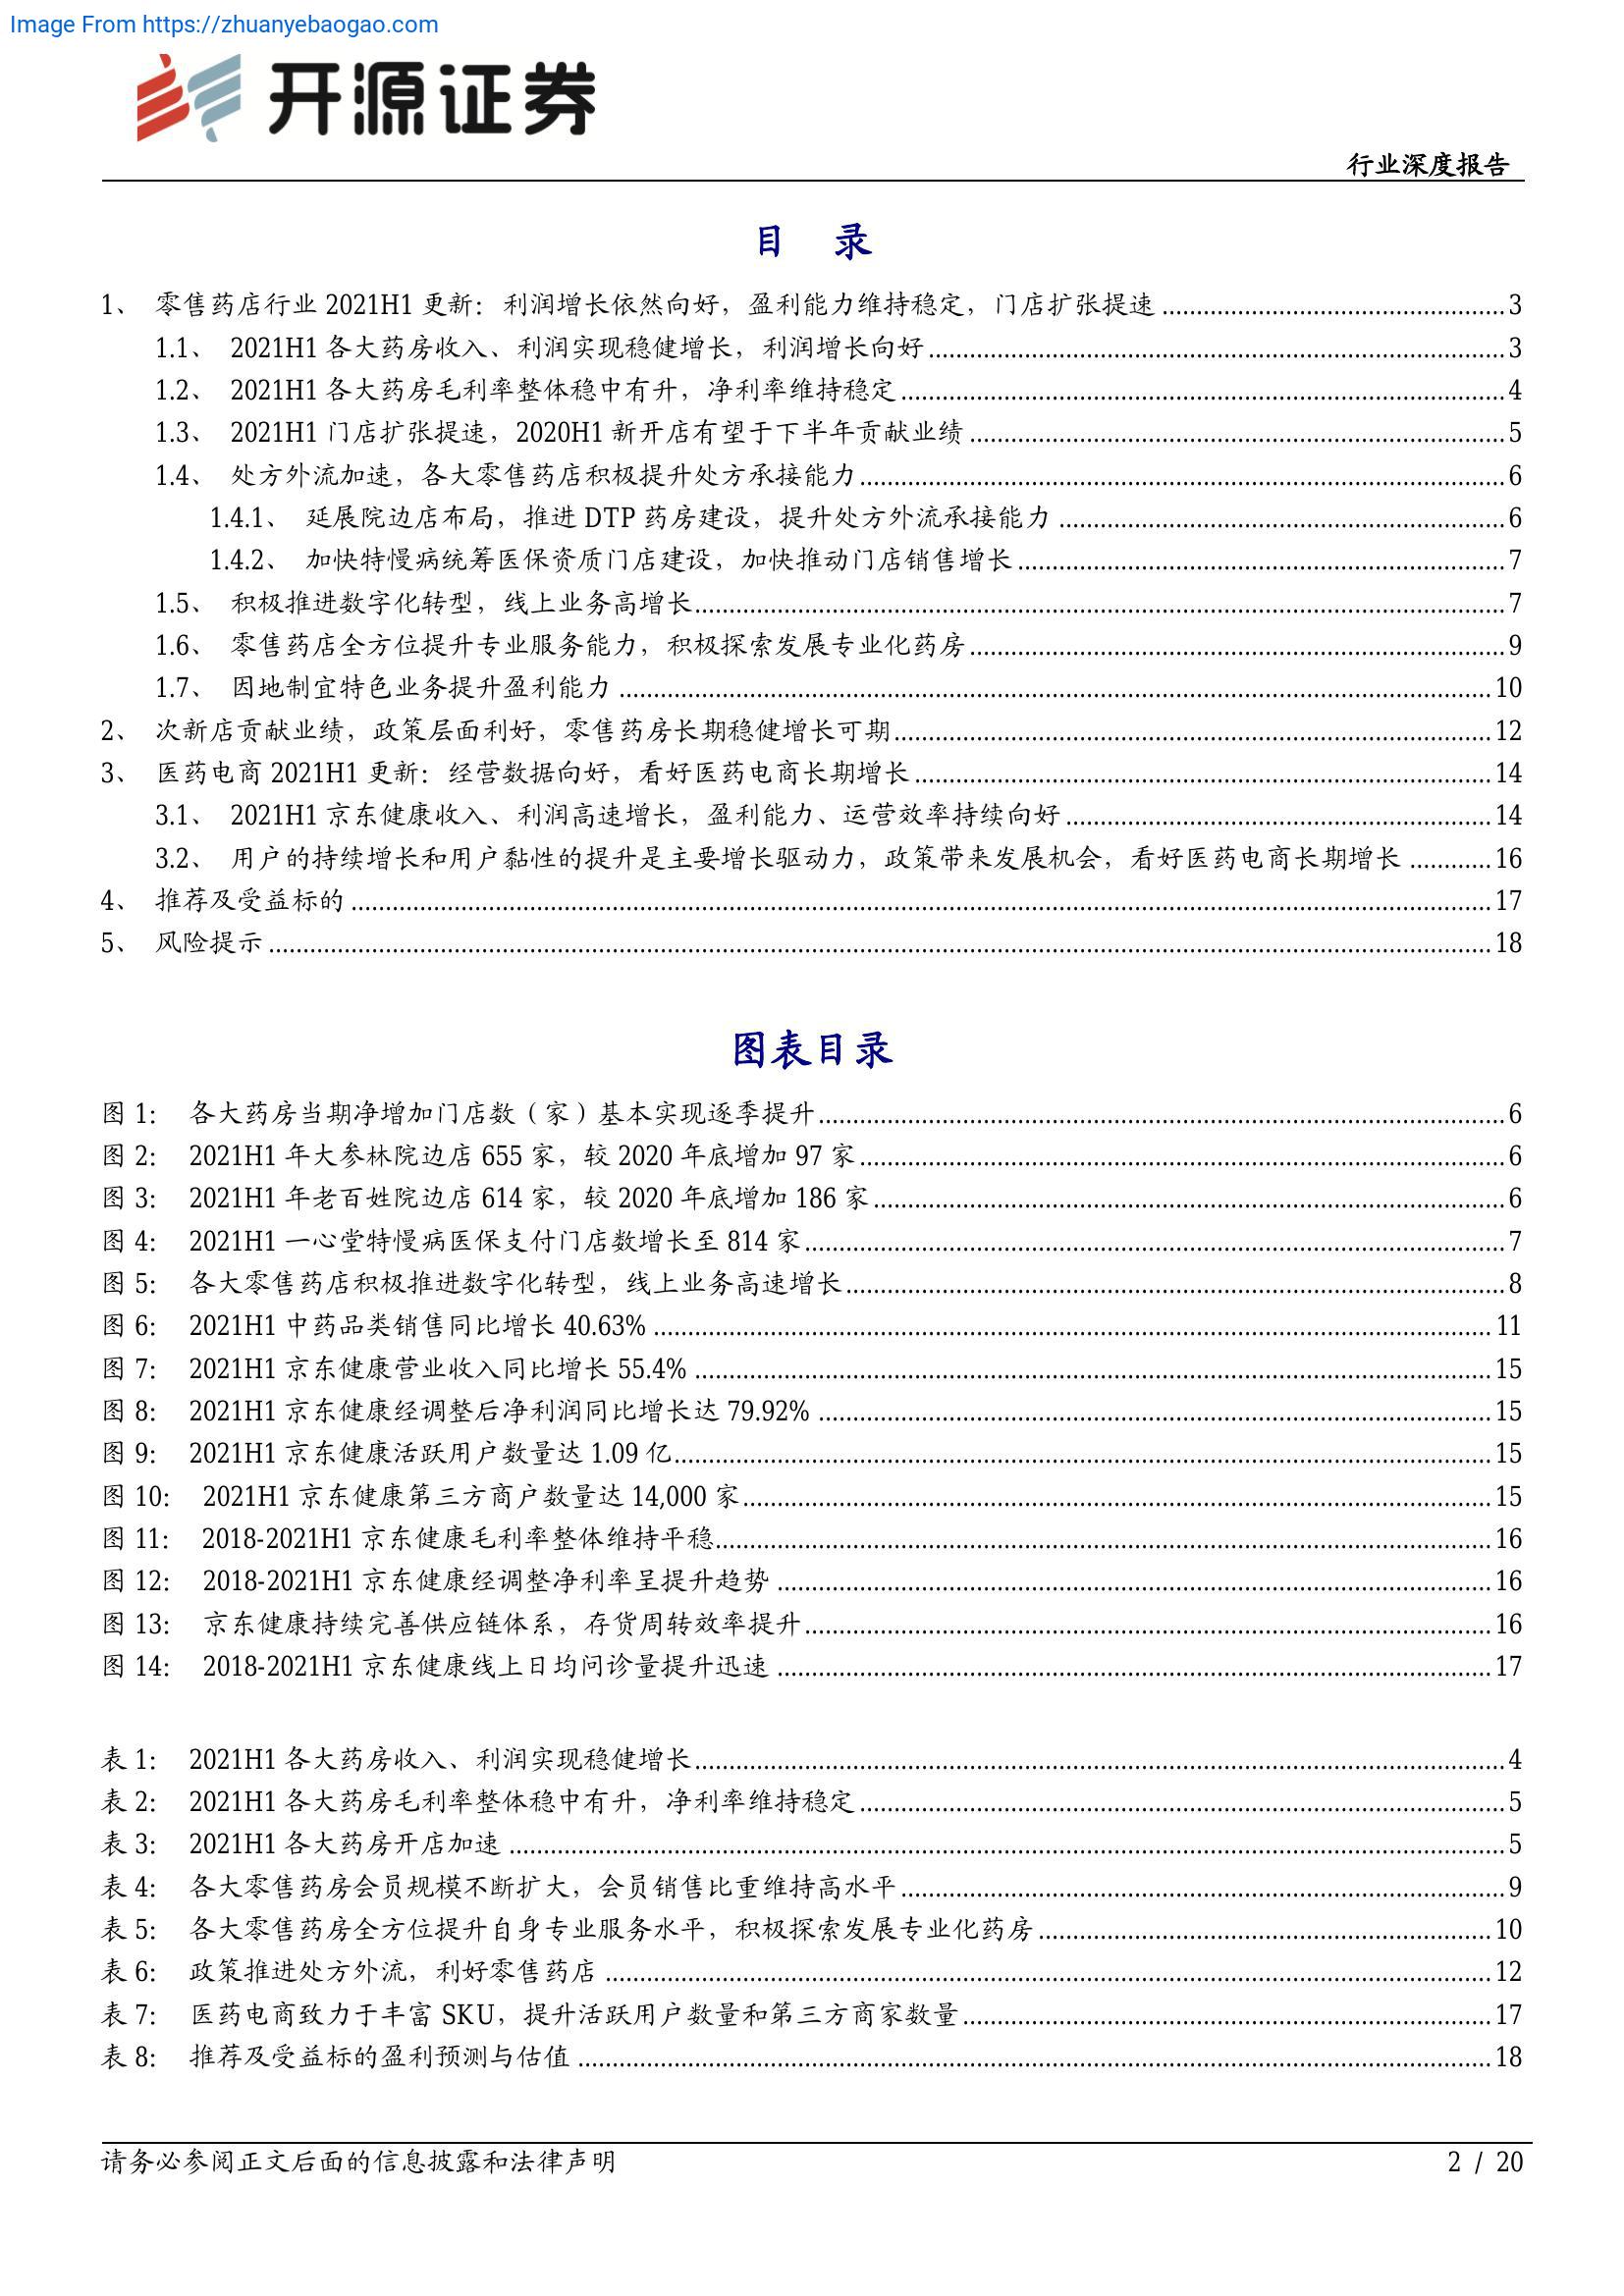 Image From https://zhuanyebaogao.com
开源证券
行业深度报告
目 录
1、 零售药店行业 2021H1 更新：利润增长依然向好，盈利能力维持稳定，门店扩张提速 3
1.1、 2021H1 各大药房收入、利润实现稳健增长，利润增长向好 3
1.2、 2021H1 各大药房毛利率整体稳中有升，净利率维持稳定 4
1.3、 2021H1 门店扩张提速，2020H1 新开店有望于下半年贡献业绩 5
1.4、 处方外流加速，各大零售药店积极提升处方承接能力 6
1.4.1、 延展院边店布局，推进 DTP 药房建设，提升处方外流承接能力 6
1.4.2、 加快特慢病统筹医保资质门店建设，加快推动门店销售增长 7
1.5、 积极推进数字化转型，线上业务高增长 7
1.6、 零售药店全方位提升专业服务能力，积极探索发展专业化药房 9
1.7、 因地制宜特色业务提升盈利能力 10
2、 次新店贡献业绩，政策层面利好，零售药房长期稳健增长可期 12
3、 医药电商 2021H1 更新：经营数据向好，看好医药电商长期增长 14
3.1、 2021H1 京东健康收入、利润高速增长，盈利能力、运营效率持续向好 14
3.2、 用户的持续增长和用户黏性的提升是主要增长驱动力，政策带来发展机会，看好医药电商长期增长 16
4、 推荐及受益标的 17
5、 风险提示 18
图表目录
图 1: 各大药房当期净增加门店数（家）基本实现逐季提升 6
图 2: 2021H1 年大参林院边店 655 家，较 2020 年底增加 97 家 6
图 3: 2021H1 年老百姓院边店 614 家，较 2020 年底增加 186 家 6
图 4: 2021H1 一心堂特慢病医保支付门店数增长至 814 家 7
图 5: 各大零售药店积极推进数字化转型，线上业务高速增长 8
图 6: 2021H1 中药品类销售同比增长 40.63% 11
图 7: 2021H1 京东健康营业收入同比增长 55.4% 15
图 8: 2021H1 京东健康经调整后净利润同比增长达 79.92% 15
图 9: 2021H1 京东健康活跃用户数量达 1.09 亿 15
图 10: 2021H1 京东健康第三方商户数量达 14,000 家 15
图 11: 2018-2021H1 京东健康毛利率整体维持平稳 16
图 12: 2018-2021H1 京东健康经调整净利率呈提升趋势 16
图 13: 京东健康持续完善供应链体系，存货周转效率提升 16
图 14: 2018-2021H1 京东健康线上日均问诊量提升迅速 17
表 1: 2021H1 各大药房收入、利润实现稳健增长 4
表 2: 2021H1 各大药房毛利率整体稳中有升，净利率维持稳定 5
表 3: 2021H1 各大药房开店加速 5
表 4: 各大零售药房会员规模不断扩大，会员销售比重维持高水平 9
表 5: 各大零售药房全方位提升自身专业服务水平，积极探索发展专业化药房 10
表 6: 政策推进处方外流，利好零售药店 12
表 7: 医药电商致力于丰富 SKU，提升活跃用户数量和第三方商家数量 17
表 8: 推荐及受益标的盈利预测与估值 18
请务必参阅正文后面的信息披露和法律声明 2 / 20